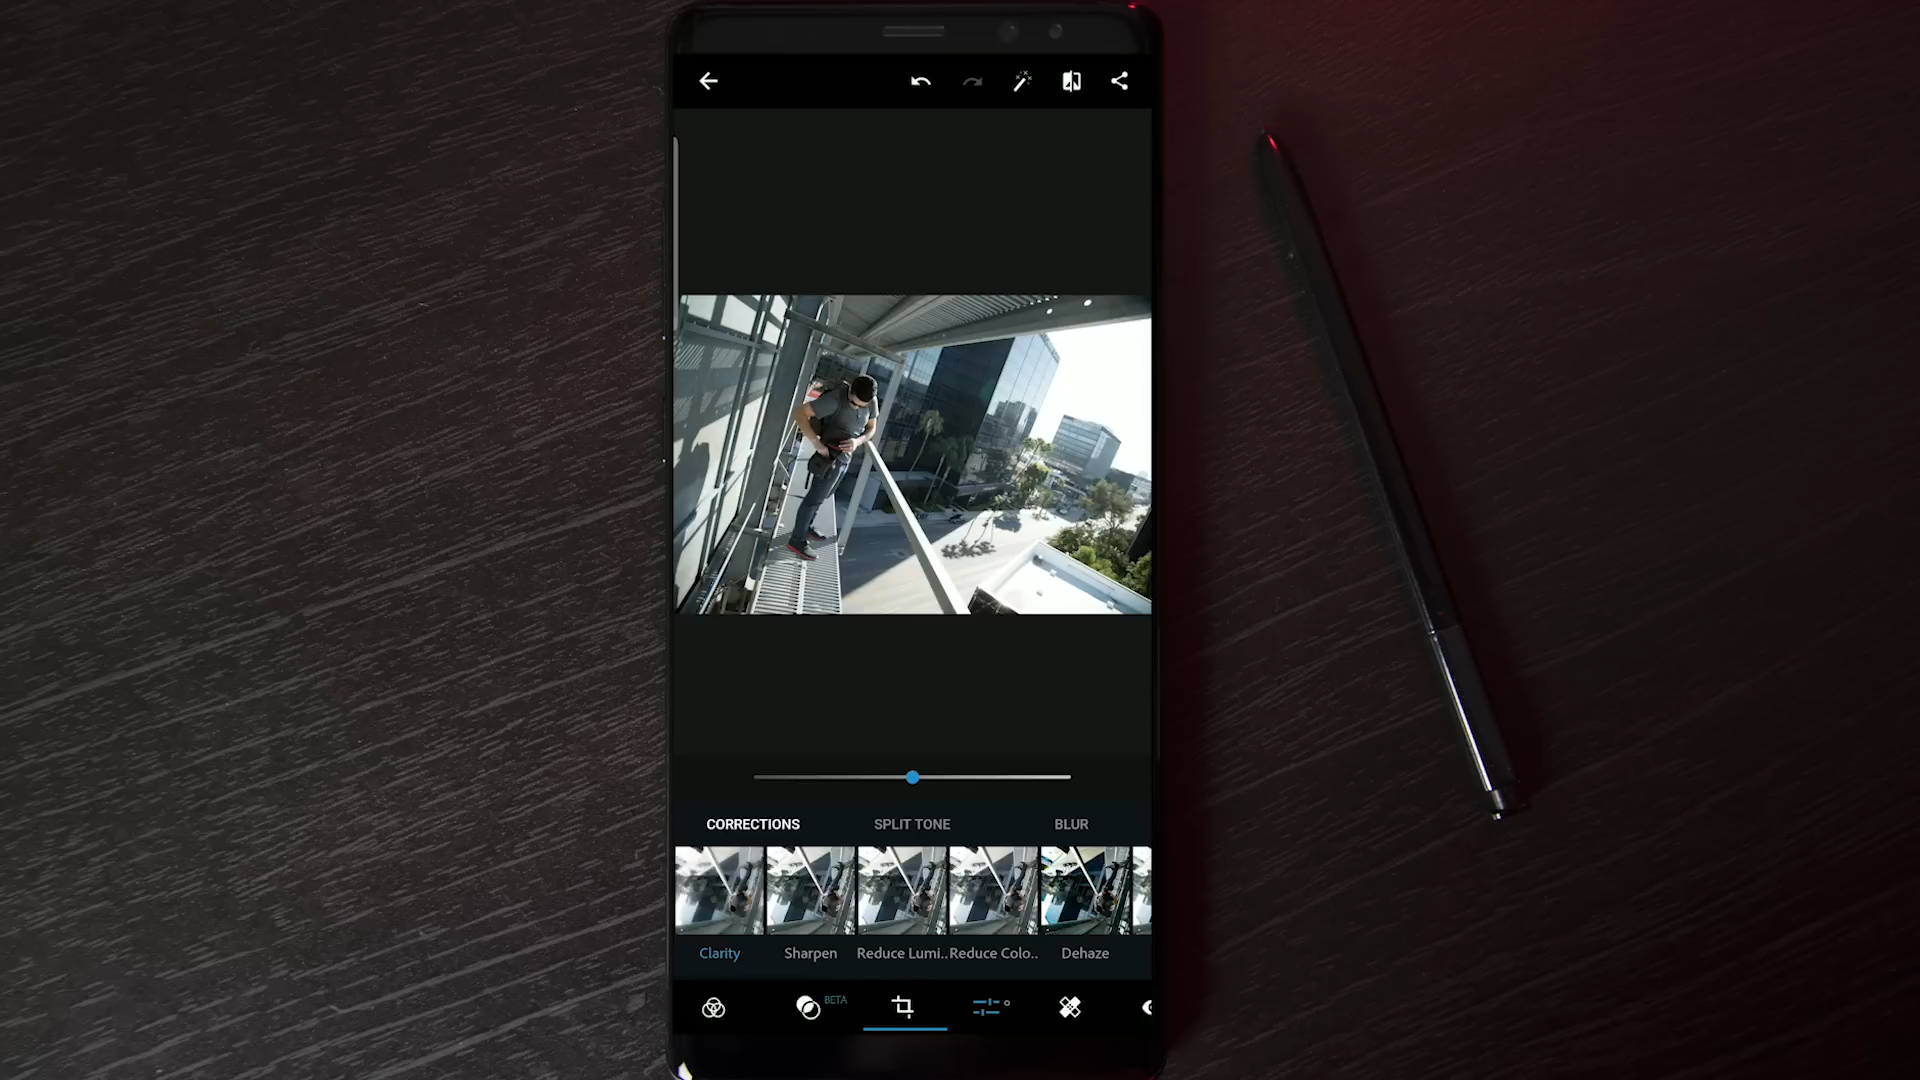 CORRECTIONS SPLIT TONE BLUR
Clarity Sharpen Reduce Lumi.. Reduce Colo.. Dehaze
BETA